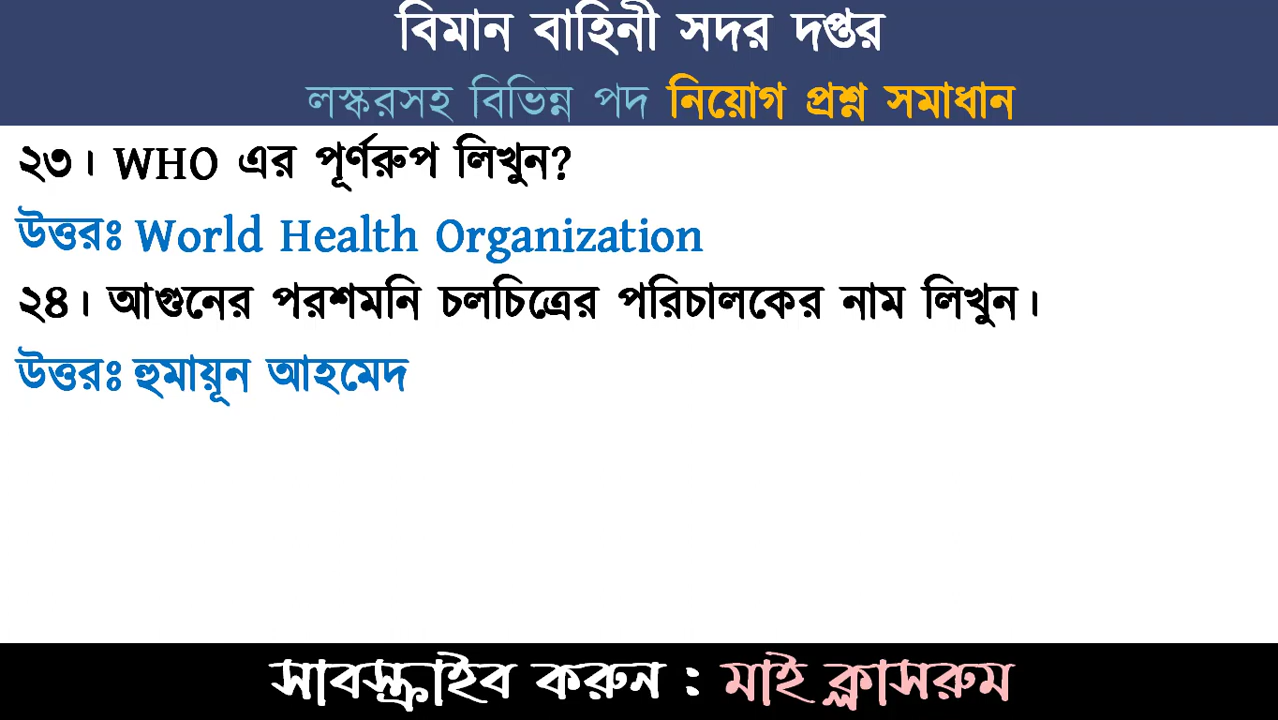 বিমান বাহিনী সদর দপ্তর
লস্করসহ বিভিন্ন পদ নিয়োগ প্রশ্ন সমাধান
২৩। WHO এর পূর্ণরুপ লিখুন?
উত্তরঃ World Health Organization
২৪। আগুনের পরশমনি চলচিত্রের পরিচালকের নাম লিখুন।
উত্তরঃ হুমায়ূন আহমেদ
সাবস্ক্রাইব করুন : মাই ক্লাসরুম